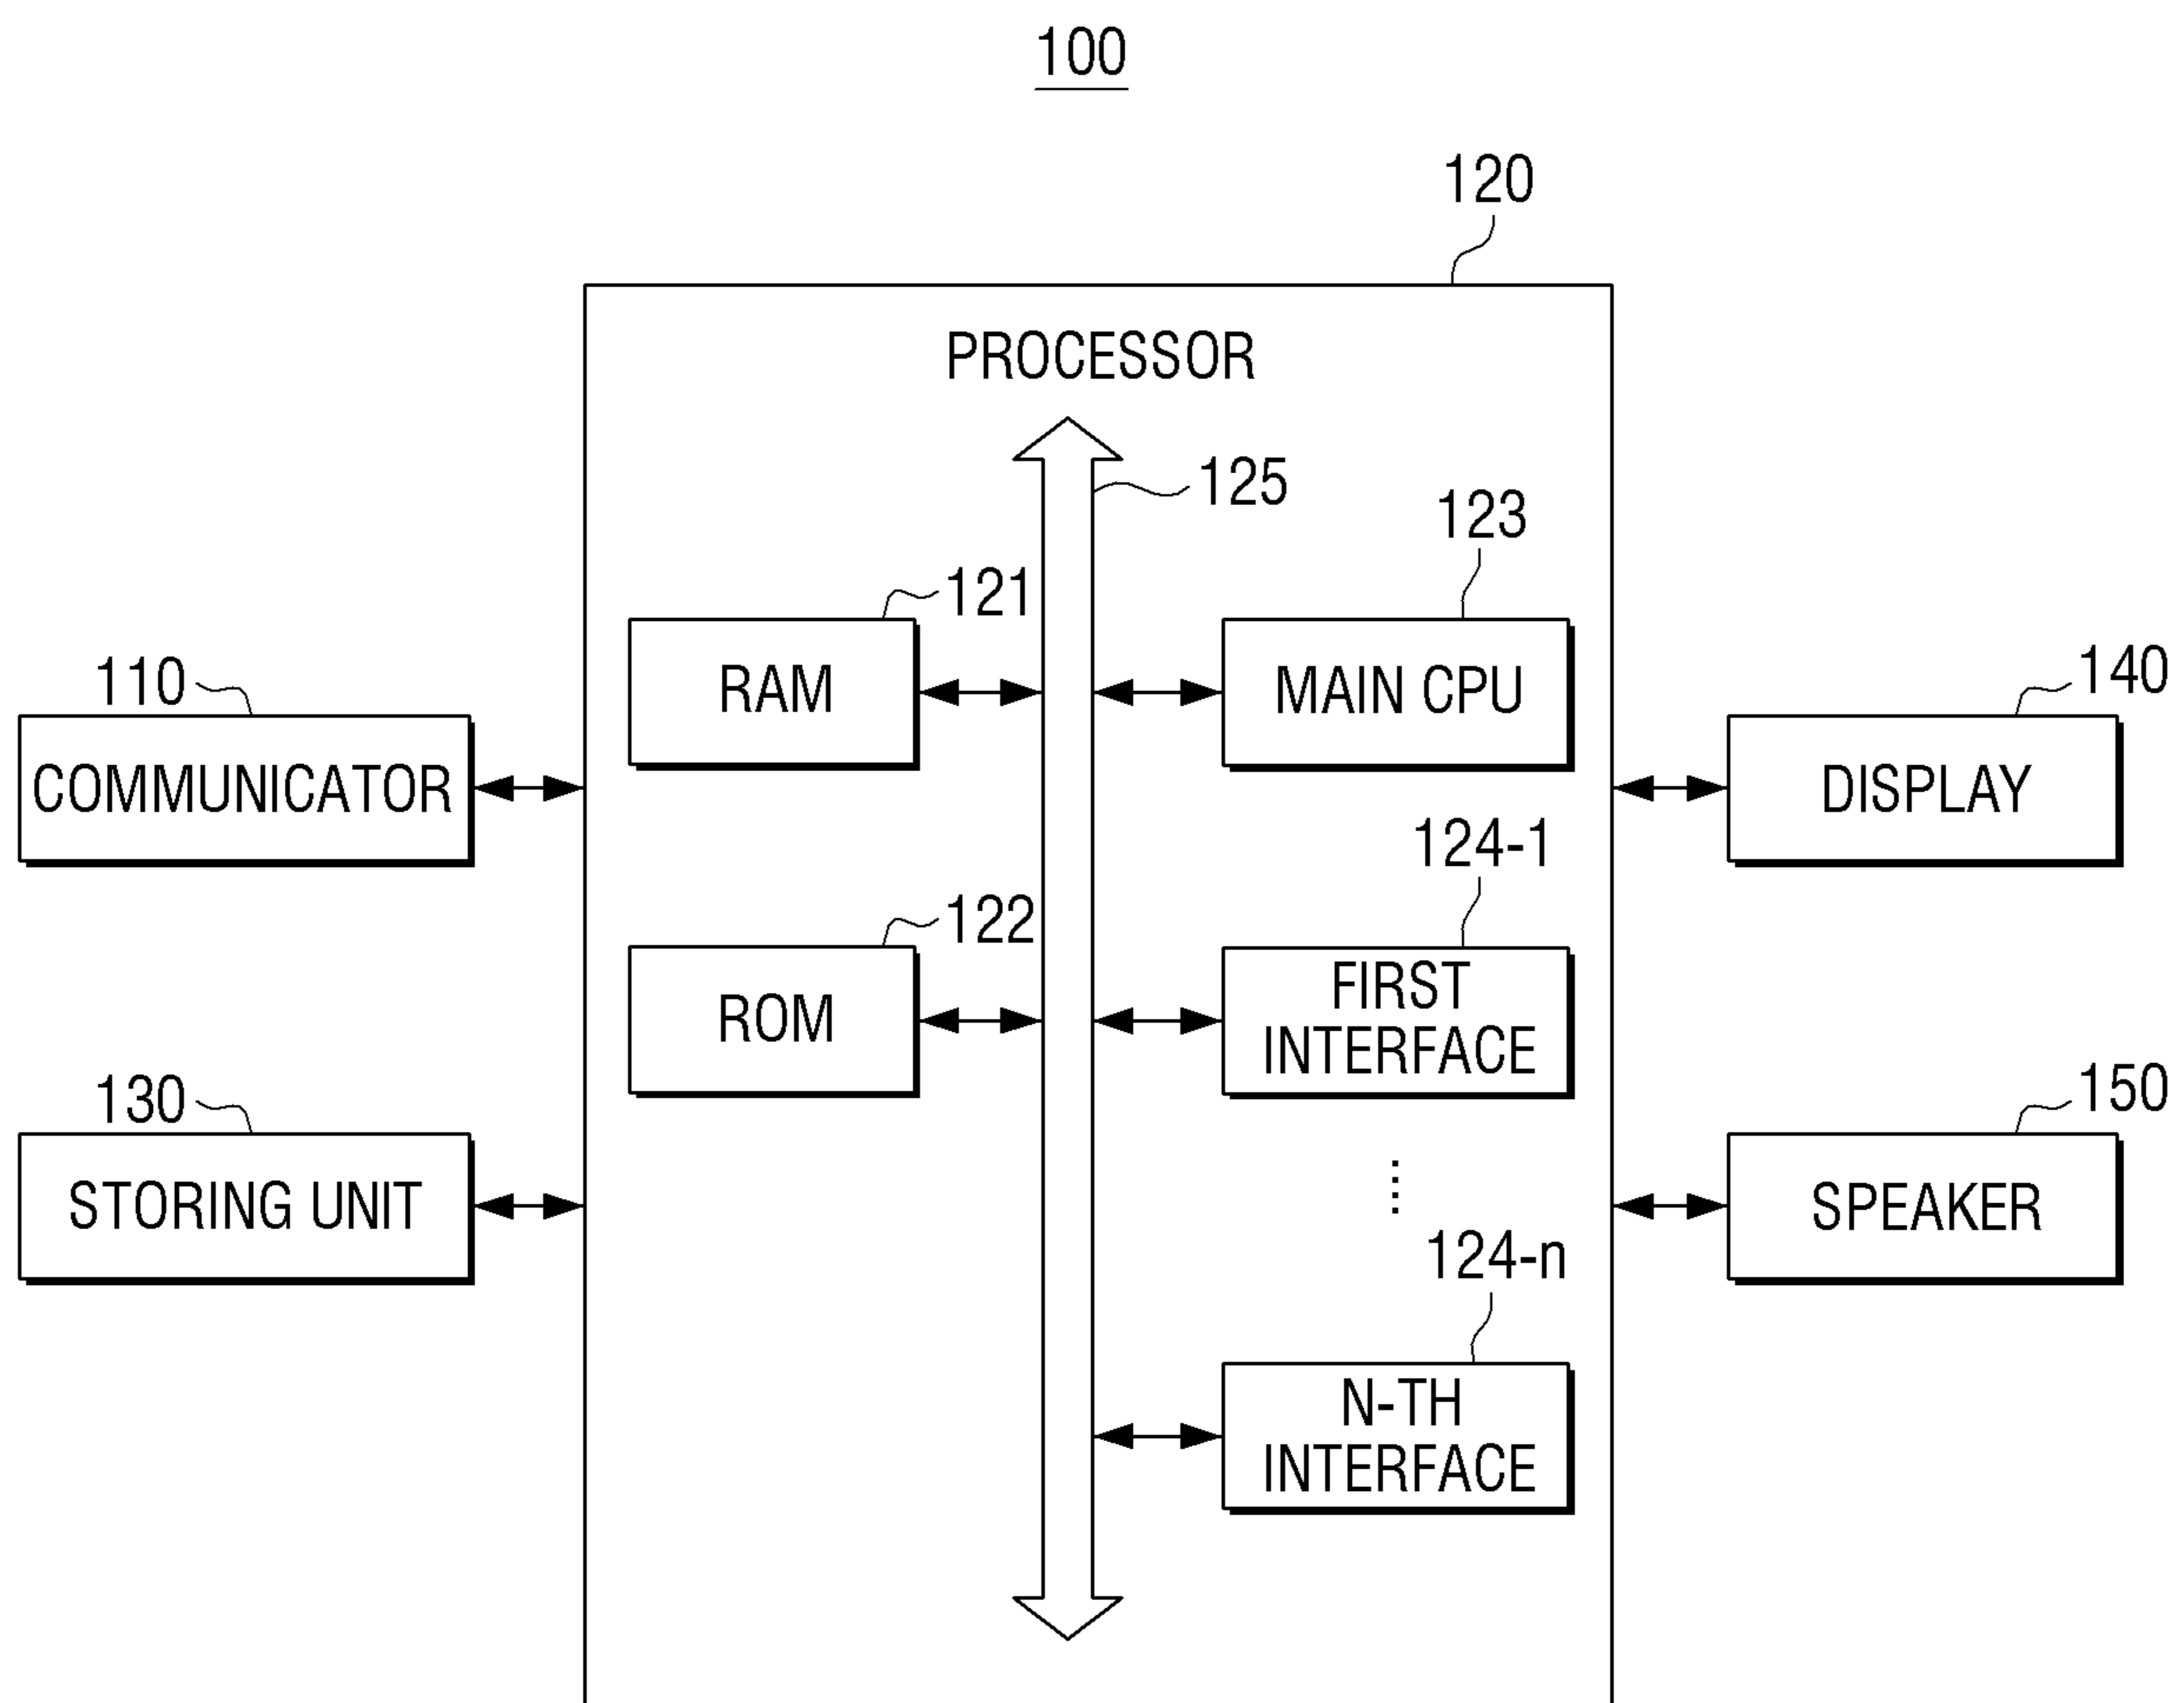 100
120
PROCESSOR
125
123
121
RAM
MAIN CPU
110
COMMUNICATOR
140
DISPLAY
124-1
122
ROM
FIRST
INTERFACE
130
STORING UNIT
150
SPEAKER
124-n
N-TH
INTERFACE